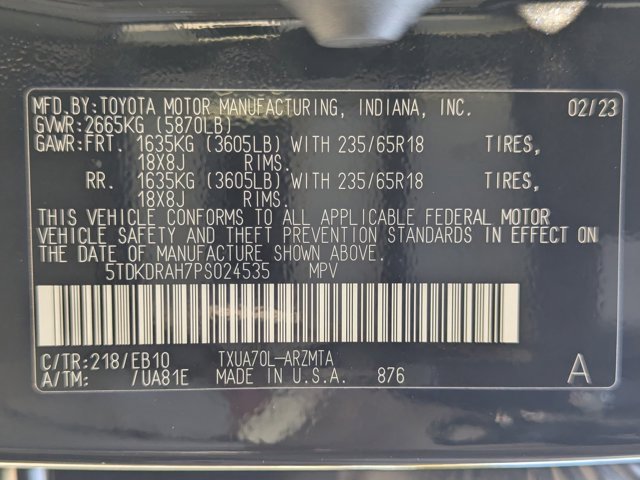 MFD.BY:TOYOTA MOTOR MANUFACTURING, INDIANA, INC. 02/23
GVWR:2665KG (5870LB)
GAWR:FRT. 1635KG (3605LB) WITH 235/65R18 TIRES,
18X8J RIMS.
RR. 1635KG (3605LB) WITH 235/65R18 TIRES,
18X8J RIMS.
THIS VEHICLE CONFORMS TO ALL APPLICABLE FEDERAL MOTOR
VEHICLE SAFETY AND THEFT PREVENTION STANDARDS IN EFFECT ON
THE DATE OF MANUFACTURE SHOWN ABOVE.
5TDKDRAH7PS024535 MPV
C/TR:218/EB10 TXUA70L-ARZMTA
A/TM: /UA81E MADE IN U.S.A. 876 A